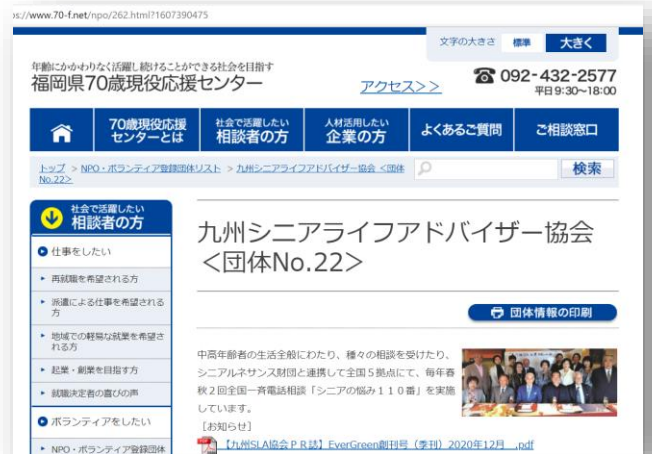 s://www.70-f.net/npo/262.html?1607390475
文字の大きさ 標準 大きく
年齢にかかわりなく活躍し続けることができる社会を目指す
福岡県70歳現役応援センター
アクセス>>
092-432-2577
平日9:30~18:00
70歳現役応援
センターとは
社会で活躍したい
相談者の方
人材活用したい
企業の方
よくあるご質問
ご相談窓口
トップ > NPO・ボランティア登録団体リスト > 九州シニアライフアドバイザー協会 <団体
No.22>
検索
社会で活躍したい
相談者の方
仕事をしたい
再就職を希望される方
派遣による仕事を希望される
方
地域での軽易な就業を希望さ
れる方
起業・創業を目指す方
就職決定者の喜びの声
ボランティアをしたい
NPO・ボランティア登録団体
九州シニアライフアドバイザー協会
<団体No.22>
団体情報の印刷
中高年齢者の生活全般にわたり、種々の相談を受けたり、
シニアルネサンス財団と連携して全国5拠点にて、毎年春
秋2回全国一斉電話相談「シニアの悩み110番」を実施
しています。
[お知らせ]
【九州SLA協会PR誌】EverGreen創刊号(季刊)2020年12月 .pdf